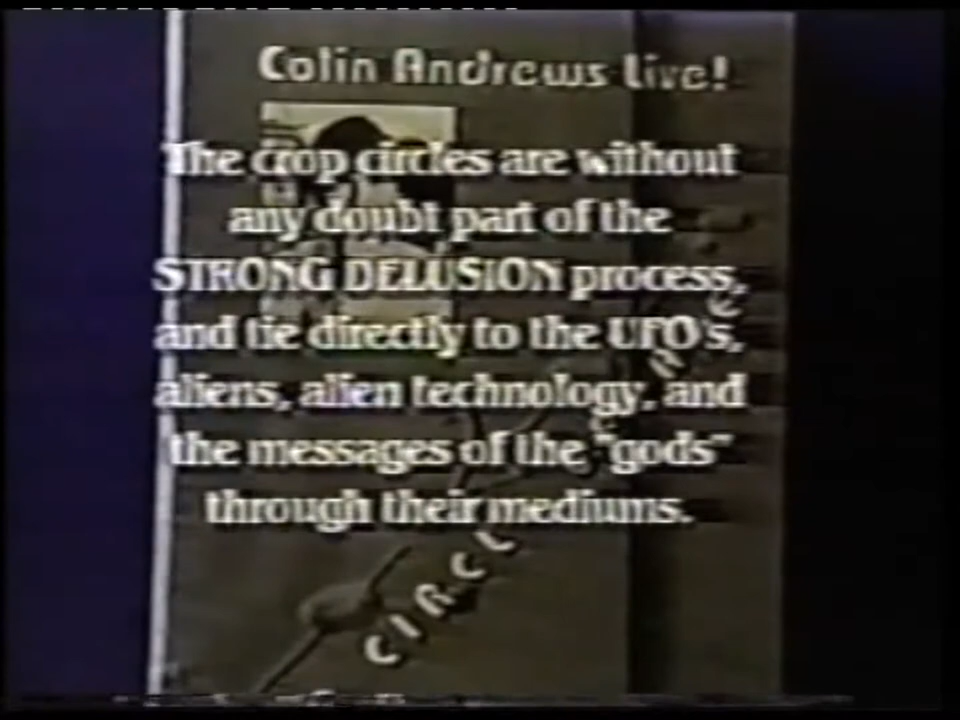 Colin Andrews Live!
The crop circles are without
any doubt part of the
STRONG DELUSION process,
and tie directly to the UFO's,
aliens, alien technology, and
the messages of the "gods"
through their mediums.
CIRCL